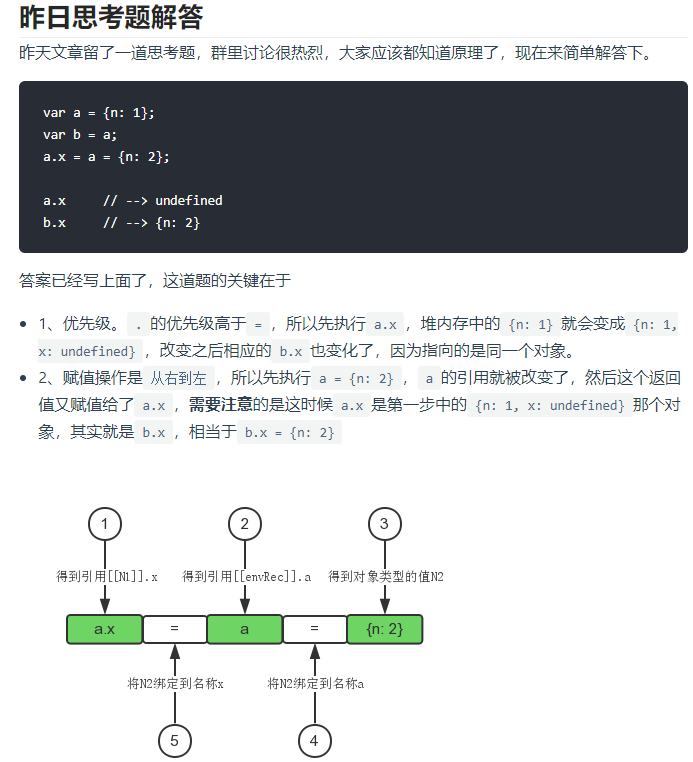 昨日思考题解答
昨天文章留了一道思考题，群里讨论很热烈，大家应该都知道原理了，现在来简单解答下。
var a = {n: 1};
var b = a;
a.x = a = {n: 2};
a.x // --> undefined
b.x // --> {n: 2}
答案已经写上面了，这道题的关键在于
• 1、优先级。 . 的优先级高于 = ，所以先执行 a.x ，堆内存中的 {n: 1} 就会变成 {n: 1,
x: undefined} ，改变之后相应的 b.x 也变化了，因为指向的是同一个对象。
• 2、赋值操作是 从右到左 ，所以先执行 a = {n: 2} ， a 的引用就被改变了，然后这个返回
值又赋值给了 a.x ，需要注意的是这时候 a.x 是第一步中的 {n: 1, x: undefined} 那个对
象，其实就是 b.x ，相当于 b.x = {n: 2}
1 2 3
得到引用[[N1]].x 得到引用[[envRec]].a 得到对象类型的值N2
a.x = a = {n: 2}
将N2绑定到名称x 将N2绑定到名称a
5 4